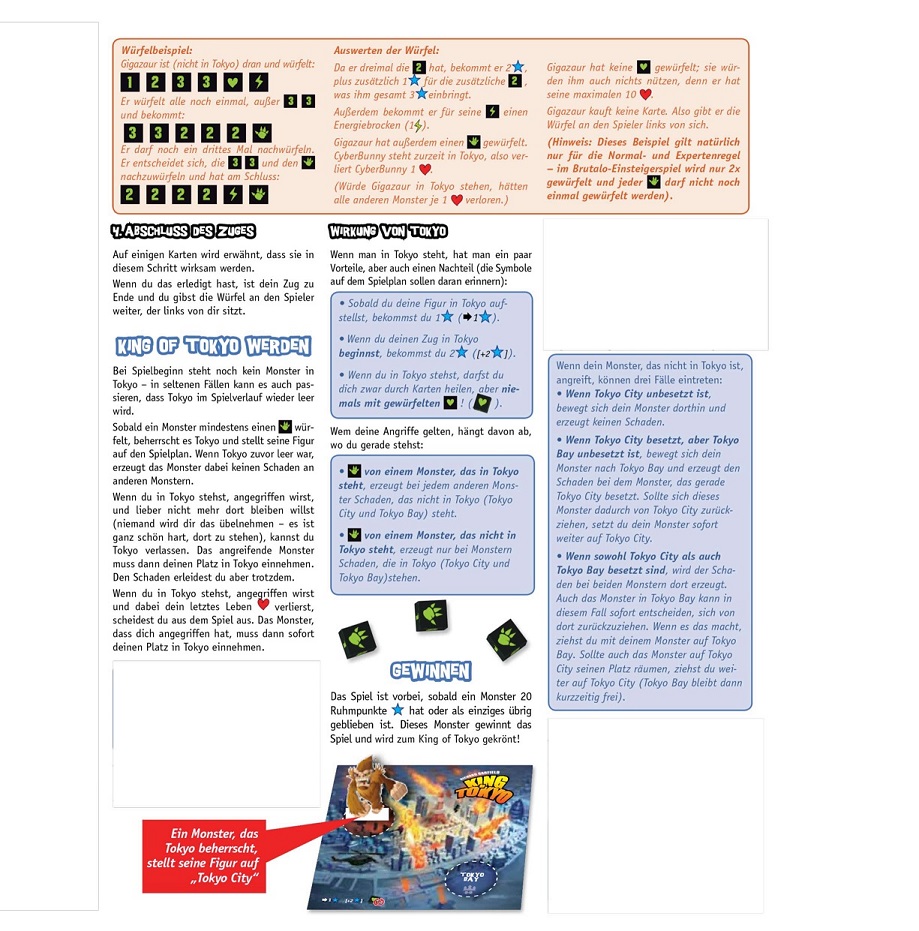 Würfelbeispiel:
Gigazaur ist (nicht in Tokyo) dran und würfelt:
1 2 3 3
Er würfelt alle noch einmal, außer 3 3
und bekommt:
3 3 2 2 2
Er darf noch ein drittes Mal nachwürfeln.
Er entscheidet sich, die 3 3 und den
nachzuwürfeln und hat am Schluss:
2 2 2 2
Auswerten der Würfel:
Da er dreimal die 2 hat, bekommt er 2
plus zusätzlich 1 für die zusätzliche 2,
was ihm gesamt 3 einbringt.
Außerdem bekommt er für seine einen
Energiebrocken (1).
Gigazaur hat außerdem einen gewürfelt.
CyberBunny steht zurzeit in Tokyo, also ver-
liert CyberBunny 1.
(Würde Gigazaur in Tokyo stehen, hätten
alle anderen Monster je 1 verloren.)
Gigazaur hat keine gewürfelt; sie wür-
den ihm auch nichts nützen, denn er hat
seine maximalen 10.
Gigazaur kauft keine Karte. Also gibt er die
Würfel an den Spieler links von sich.
(Hinweis: Dieses Beispiel gilt natürlich
nur für die Normal- und Expertenregel
– im Brutalo-Einsteigerspiel wird nur 2x
gewürfelt und jeder darf nicht noch
einmal gewürfelt werden).
4. ABSCHLUSS DES ZUGES
Auf einigen Karten wird erwähnt, dass sie in
diesem Schritt wirksam werden.
Wenn du das erledigt hast, ist dein Zug zu
Ende und du gibst die Würfel an den Spieler
weiter, der links von dir sitzt.
KING OF TOKYO WERDEN
Bei Spielbeginn steht noch kein Monster in
Tokyo – in seltenen Fällen kann es auch pas-
sieren, dass Tokyo im Spielverlauf wieder leer
wird.
Sobald ein Monster mindestens einen wür-
felt, beherrscht es Tokyo und stellt seine Figur
auf den Spielplan. Wenn Tokyo zuvor leer war,
erzeugt das Monster dabei keinen Schaden an
anderen Monstern.
Wenn du in Tokyo stehst, angegriffen wirst,
und lieber nicht mehr dort bleiben willst
(niemand wird dir das übelnehmen – es ist
ganz schön hart, dort zu stehen), kannst du
Tokyo verlassen. Das angreifende Monster
muss dann deinen Platz in Tokyo einnehmen.
Den Schaden erleidest du aber trotzdem.
Wenn du in Tokyo stehst, angegriffen wirst
und dabei dein letztes Leben verlierst,
scheidest du aus dem Spiel aus. Das Monster,
dass dich angegriffen hat, muss dann sofort
deinen Platz in Tokyo einnehmen.
WIRKUNG VON TOKYO
Wenn man in Tokyo steht, hat man ein paar
Vorteile, aber auch einen Nachteil (die Symbole
auf dem Spielplan sollen daran erinnern):
• Sobald du deine Figur in Tokyo auf-
stellst, bekommst du 1 (➡1).
• Wenn du deinen Zug in Tokyo
beginnst, bekommst du 2 ([+2]).
• Wenn du in Tokyo stehst, darfst du
dich zwar durch Karten heilen, aber nie-
mals mit gewürfelten ! ( ).
Wem deine Angriffe gelten, hängt davon ab,
wo du gerade stehst:
• von einem Monster, das in Tokyo
steht, erzeugt bei jedem anderen Mons-
ter Schaden, das nicht in Tokyo (Tokyo
City und Tokyo Bay) steht.
• von einem Monster, das nicht in
Tokyo steht, erzeugt nur bei Monstern
Schaden, die in Tokyo (Tokyo City und
Tokyo Bay)stehen.
GEWINNEN
Das Spiel ist vorbei, sobald ein Monster 20
Ruhmpunkte hat oder als einziges übrig
geblieben ist. Dieses Monster gewinnt das
Spiel und wird zum King of Tokyo gekrönt!
Wenn dein Monster, das nicht in Tokyo ist,
angreift, können drei Fälle eintreten:
• Wenn Tokyo City unbesetzt ist,
bewegt sich dein Monster dorthin und
erzeugt keinen Schaden.
• Wenn Tokyo City besetzt, aber Tokyo
Bay unbesetzt ist, bewegt sich dein
Monster nach Tokyo Bay und erzeugt den
Schaden bei dem Monster, das gerade
Tokyo City besetzt. Sollte sich dieses
Monster dadurch von Tokyo City zurück-
ziehen, setzt du dein Monster sofort
weiter auf Tokyo City.
• Wenn sowohl Tokyo City als auch
Tokyo Bay besetzt sind, wird der Scha-
den bei beiden Monstern dort erzeugt.
Auch das Monster in Tokyo Bay kann in
diesem Fall sofort entscheiden, sich von
dort zurückzuziehen. Wenn es das macht,
ziehst du mit deinem Monster auf Tokyo
Bay. Sollte auch das Monster auf Tokyo
City seinen Platz räumen, ziehst du wei-
ter auf Tokyo City (Tokyo Bay bleibt dann
kurzzeitig frei).
Ein Monster, das
Tokyo beherrscht,
stellt seine Figur auf
„Tokyo City“
KING
OF
TOKYO
TOKYO
BAY